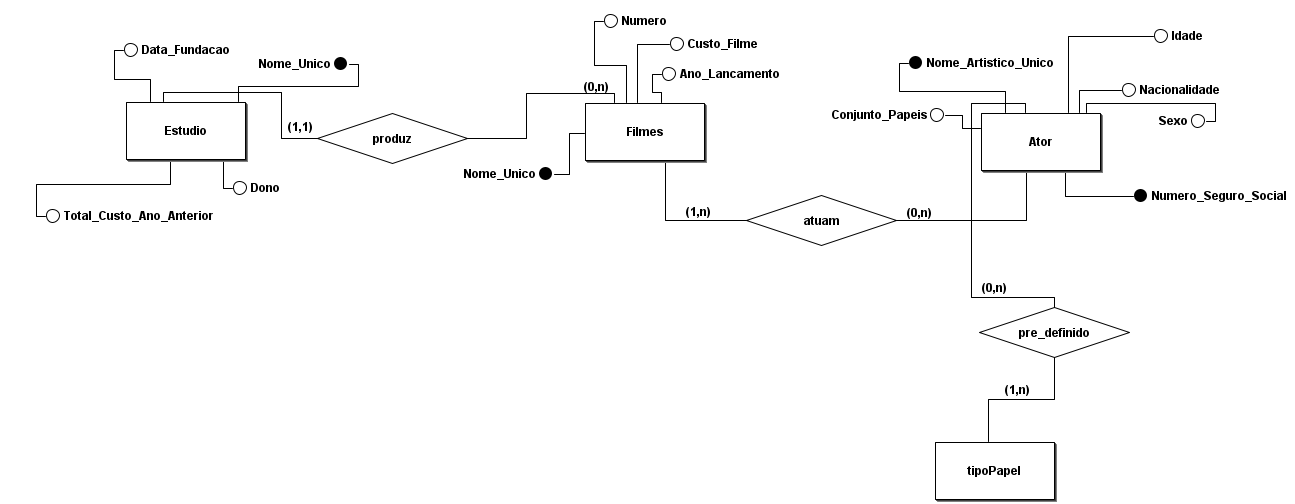 Numero
Idade
Data_Fundacao
Custo_Filme
Nome_Unico
Nome_Artistico_Unico
Ano_Lancamento
(0,n)
Nacionalidade
Conjunto_Papeis
Sexo
(1,1)
Estudio
produz
Filmes
Ator
Nome_Unico
Dono
Numero_Seguro_Social
Total_Custo_Ano_Anterior
(1,n)
(0,n)
atuam
(0,n)
pre_definido
(1,n)
tipoPapel